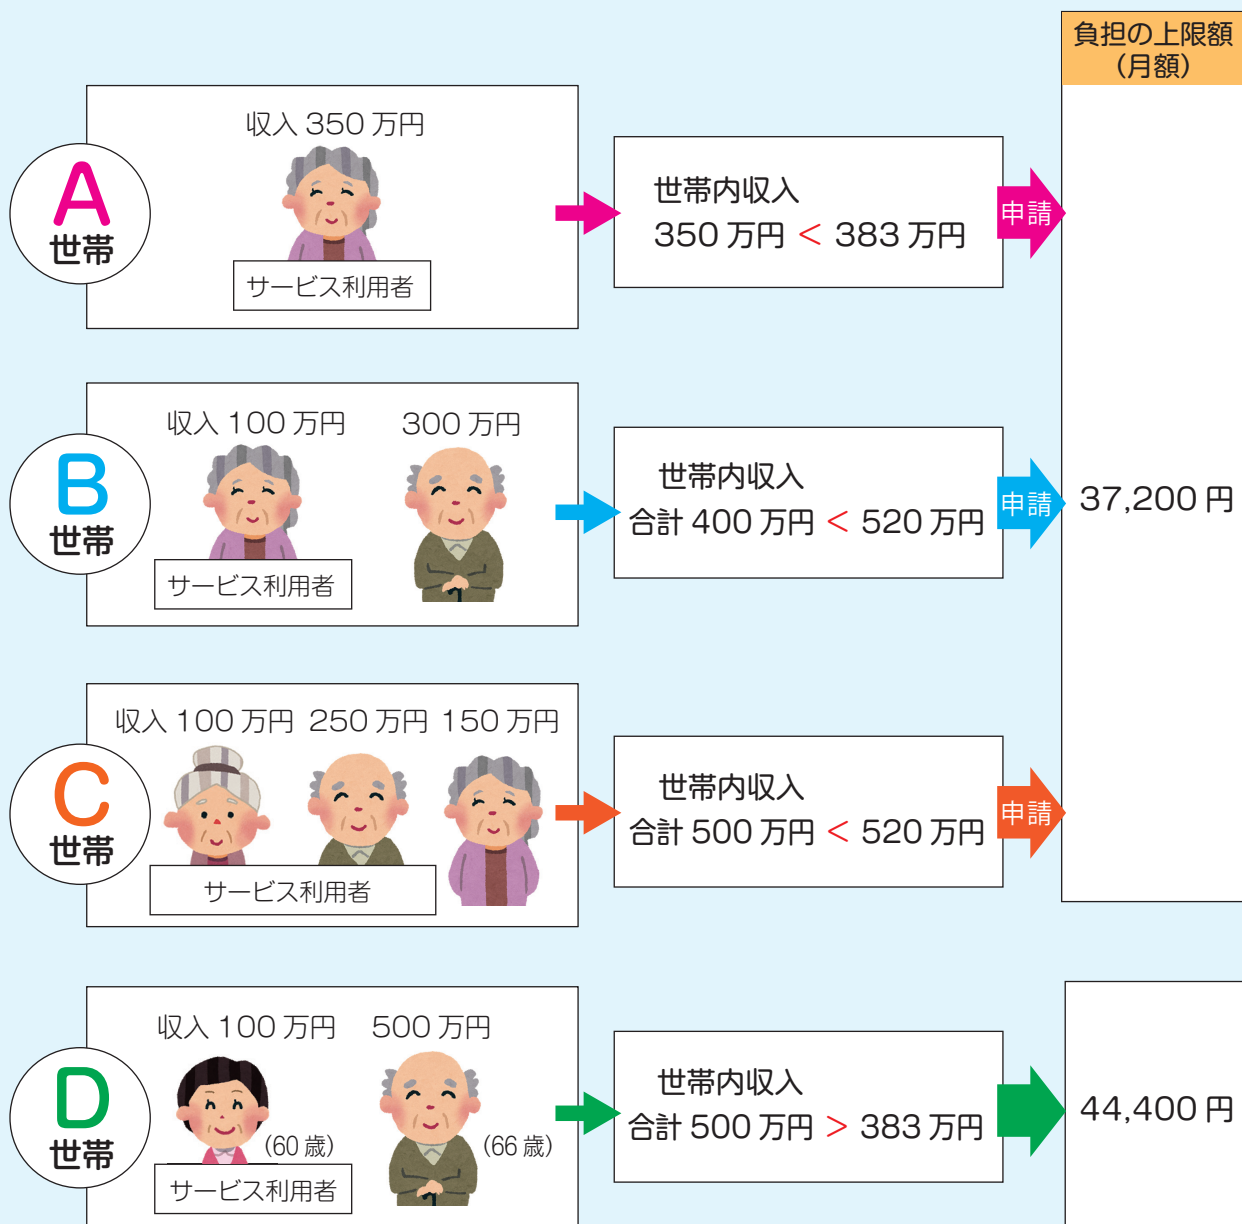 負担の上限額
（月額）
収入 350 万円
A
世帯
サービス利用者
世帯内収入
350 万円 < 383 万円
申請
収入 100 万円　300 万円
B
世帯
サービス利用者
世帯内収入
合計 400 万円 < 520 万円
申請
37,200 円
収入 100 万円 250 万円 150 万円
C
世帯
サービス利用者
世帯内収入
合計 500 万円 < 520 万円
申請
収入 100 万円　500 万円
D
世帯
(60 歳)　(66 歳)
サービス利用者
世帯内収入
合計 500 万円 > 383 万円
44,400 円